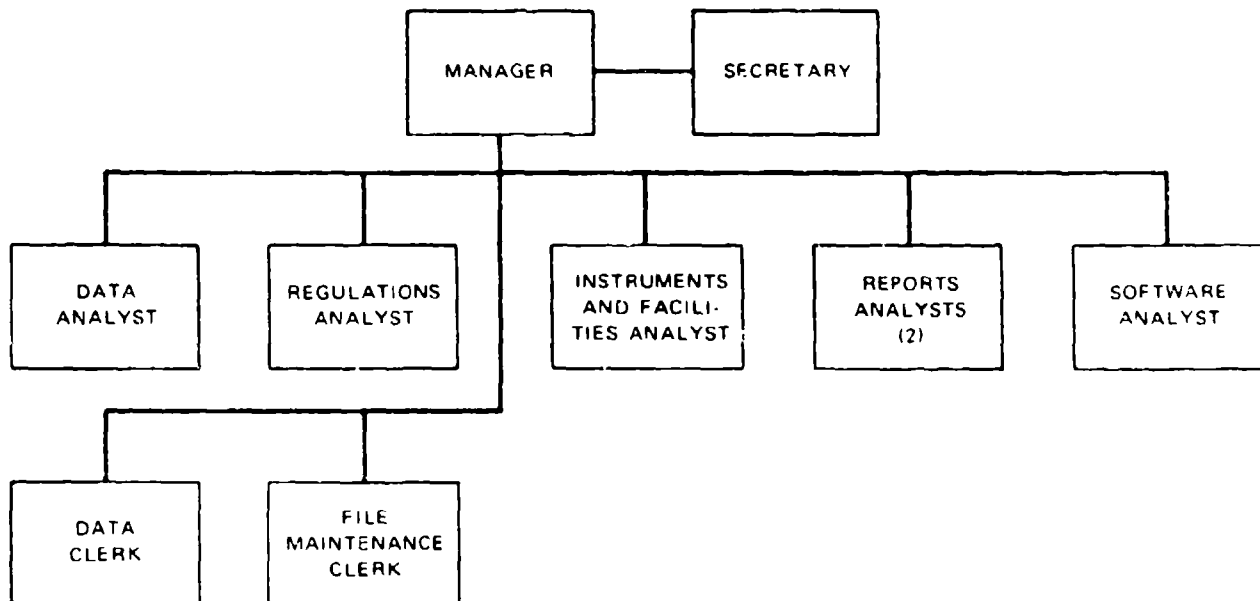 MANAGER
SECRETARY
DATA
ANALYST
REGULATIONS
ANALYST
INSTRUMENTS
AND FACILI-
TIES ANALYST
REPORTS
ANALYSTS
(2)
SOFTWARE
ANALYST
DATA
CLERK
FILE
MAINTENANCE
CLERK